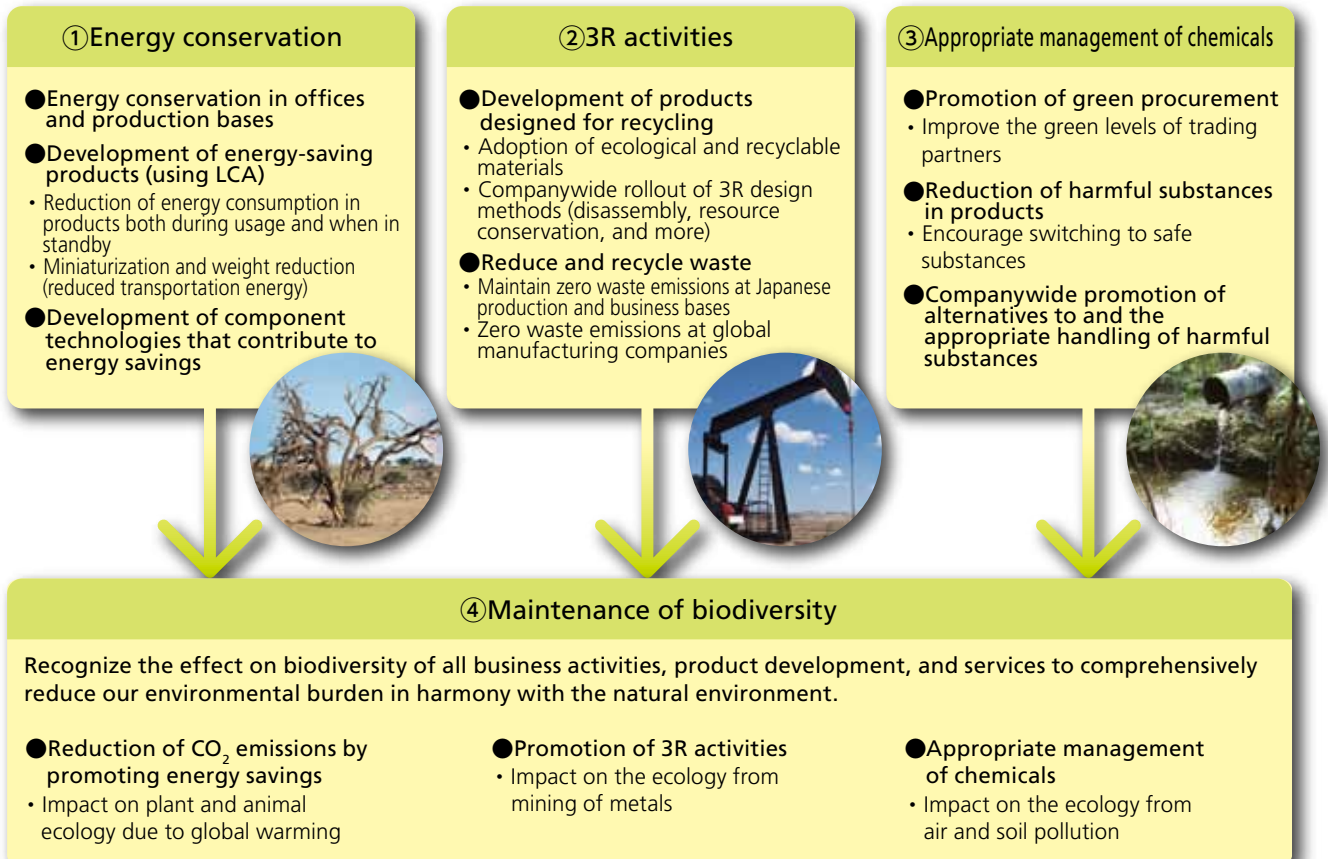 ①Energy conservation
●Energy conservation in offices
and production bases
●Development of energy-saving
products (using LCA)
・Reduction of energy consumption in
products both during usage and when in
standby
・Miniaturization and weight reduction
(reduced transportation energy)
●Development of component
technologies that contribute to
energy savings
②3R activities
●Development of products
designed for recycling
・Adoption of ecological and recyclable
materials
・Companywide rollout of 3R design
methods (disassembly, resource
conservation, and more)
●Reduce and recycle waste
・Maintain zero waste emissions at Japanese
production and business bases
・Zero waste emissions at global
manufacturing companies
③Appropriate management of chemicals
●Promotion of green procurement
・Improve the green levels of trading
partners
●Reduction of harmful substances
in products
・Encourage switching to safe
substances
●Companywide promotion of
alternatives to and the
appropriate handling of harmful
substances
④Maintenance of biodiversity
Recognize the effect on biodiversity of all business activities, product development, and services to comprehensively
reduce our environmental burden in harmony with the natural environment.
●Reduction of CO₂ emissions by
promoting energy savings
・Impact on plant and animal
ecology due to global warming
●Promotion of 3R activities
・Impact on the ecology from
mining of metals
●Appropriate management
of chemicals
・Impact on the ecology from
air and soil pollution